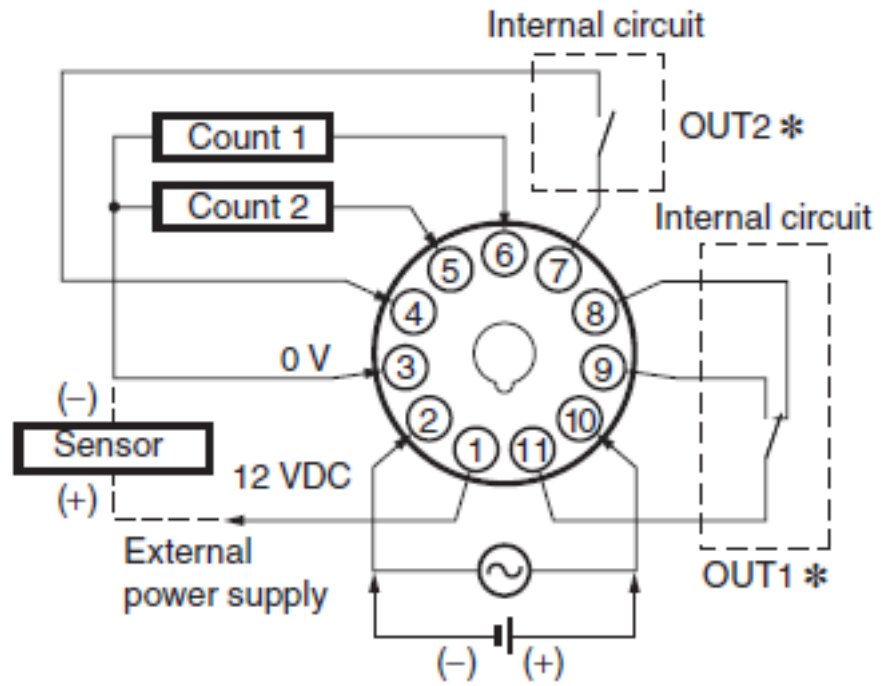 Internal circuit
OUT2 *
Count 1
Count 2
Internal circuit
6
5
7
4
8
3
9
0 V
2
10
1
11
(−)
Sensor
(+)
12 VDC
External
power supply
OUT1 *
(−)
(+)